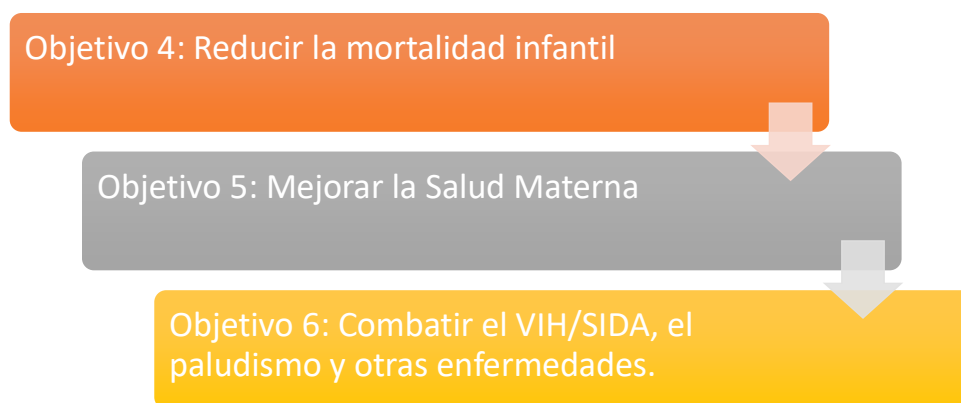 Objetivo 4: Reducir la mortalidad infantil
Objetivo 5: Mejorar la Salud Materna
Objetivo 6: Combatir el VIH/SIDA, el
paludismo y otras enfermedades.